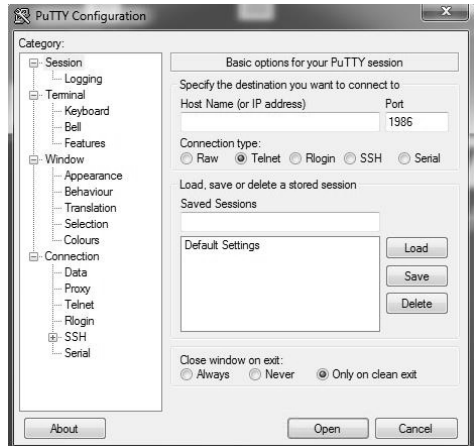 PuTTY Configuration
Category:
Session
Logging
Terminal
Keyboard
Bell
Features
Window
Appearance
Behaviour
Translation
Selection
Colours
Connection
Data
Proxy
Telnet
Rlogin
SSH
Serial
Basic options for your PuTTY session
Specify the destination you want to connect to
Host Name (or IP address) Port
1986
Connection type:
Raw Telnet Rlogin SSH Serial
Load, save or delete a stored session
Saved Sessions
Default Settings
Load
Save
Delete
Close window on exit:
Always Never Only on clean exit
About Open Cancel